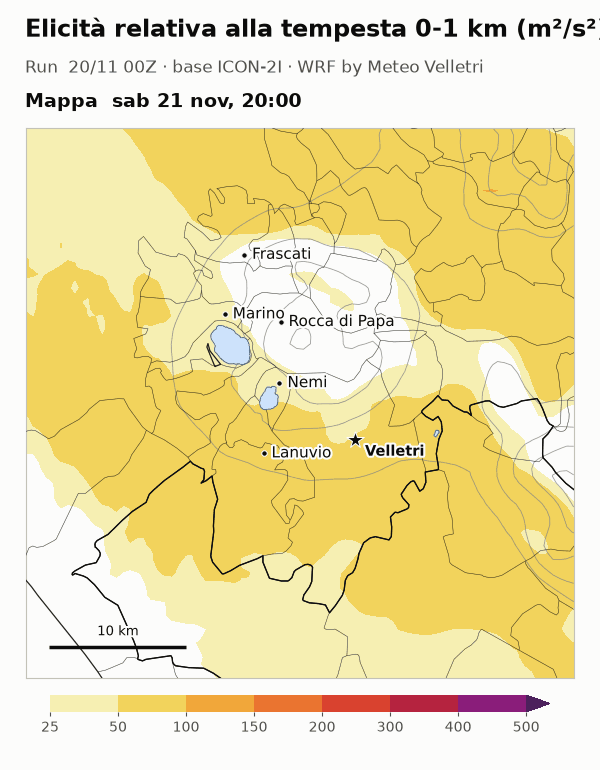 Elicità relativa alla tempesta 0-1 km (m²/s²)
Run 20/11 00Z · base ICON-2I · WRF by Meteo Velletri
Mappa sab 21 nov, 20:00
Frascati
Marino
Rocca di Papa
Nemi
Velletri
Lanuvio
10 km
25 50 100 150 200 300 400 500